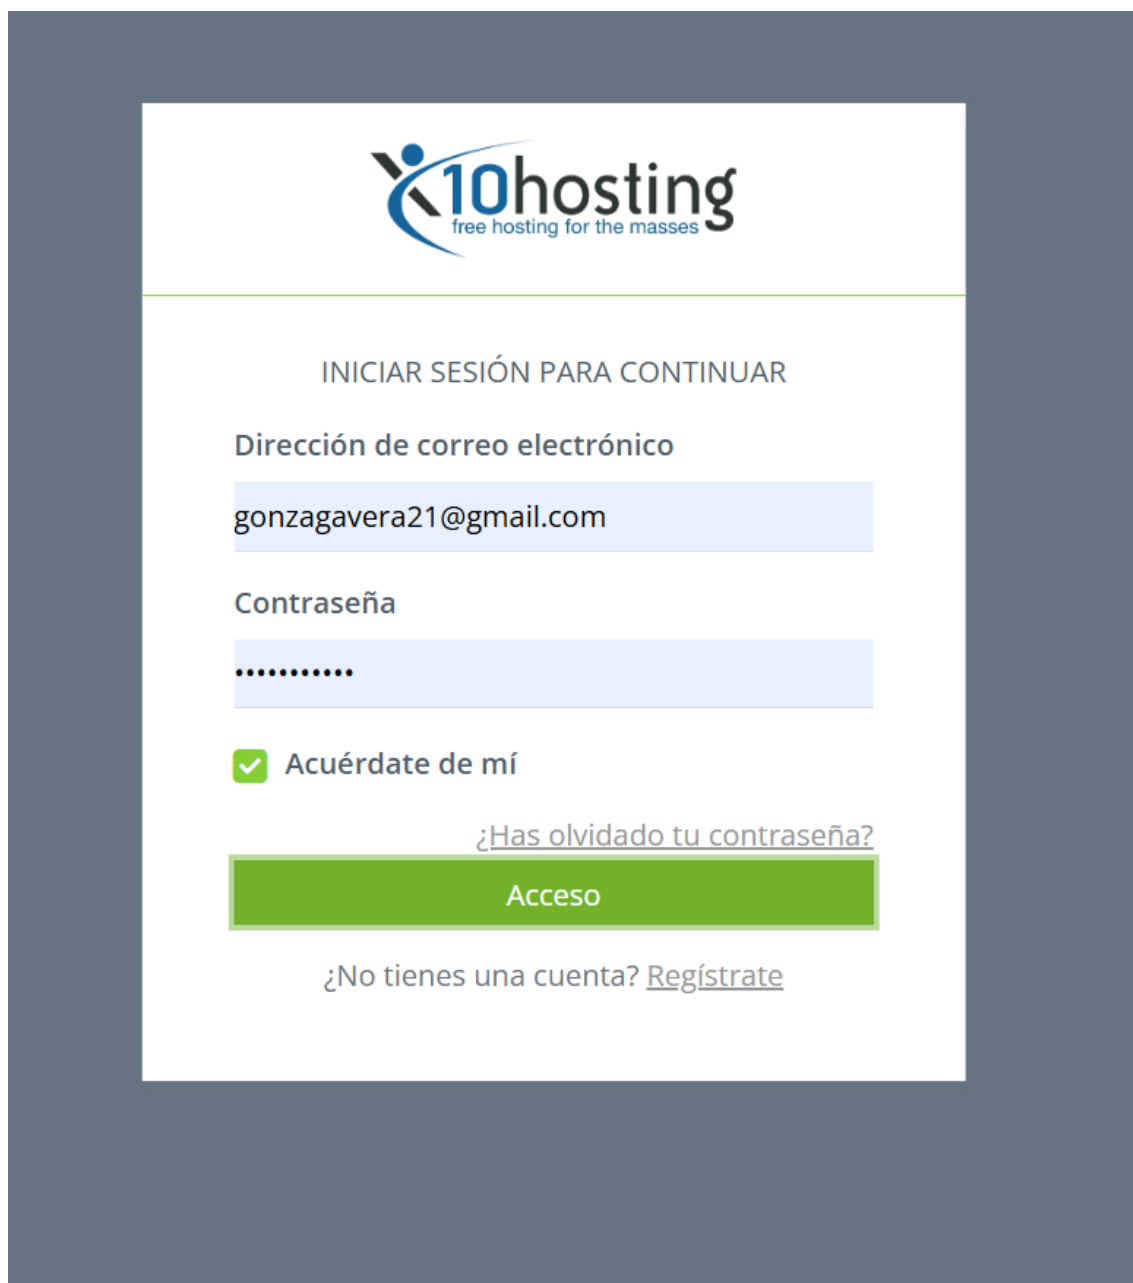 x10hosting
free hosting for the masses
INICIAR SESIÓN PARA CONTINUAR
Dirección de correo electrónico
gonzagavera21@gmail.com
Contraseña
•••••••••••
Acuérdate de mí
¿Has olvidado tu contraseña?
Acceso
¿No tienes una cuenta? Regístrate